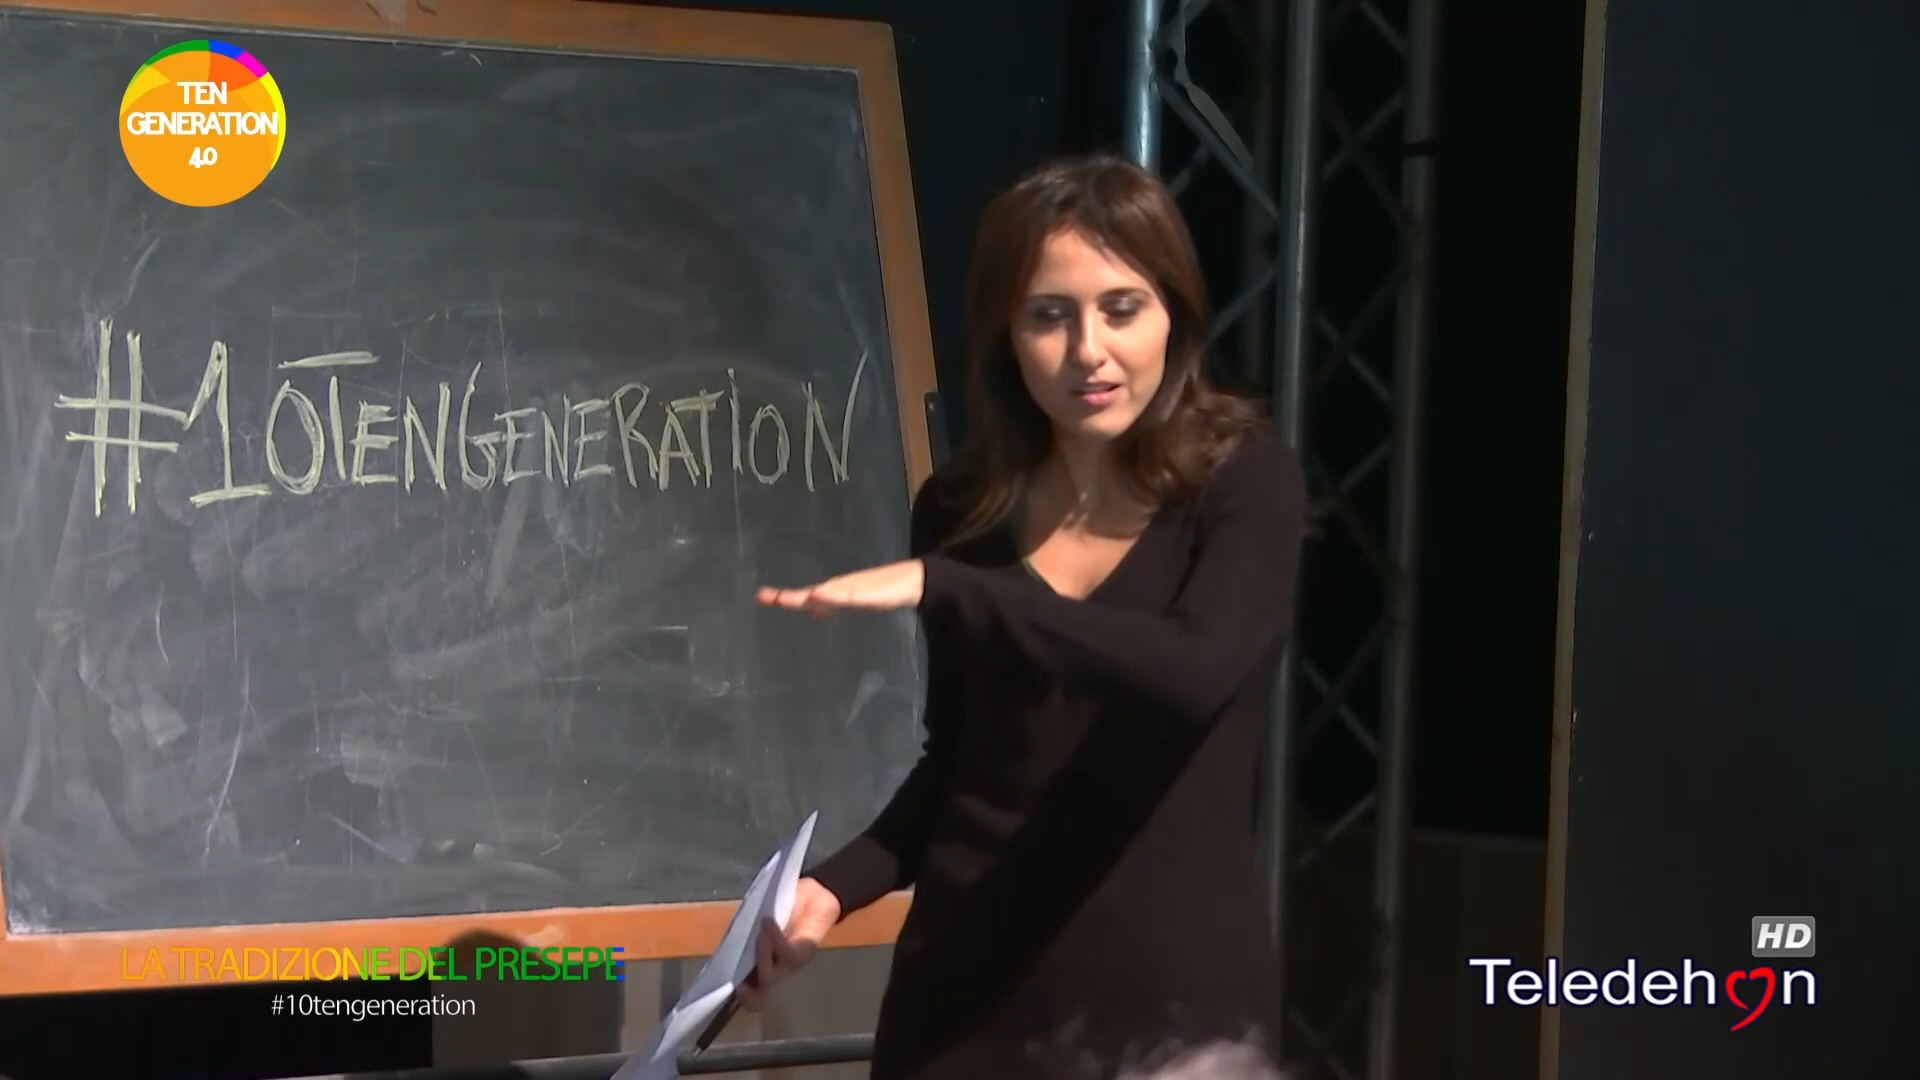 TEN
GENERATION
4.0
#10TENGENERATION
LA TRADIZIONE DEL PRESEPE
#10tengeneration
HD
Teledehon